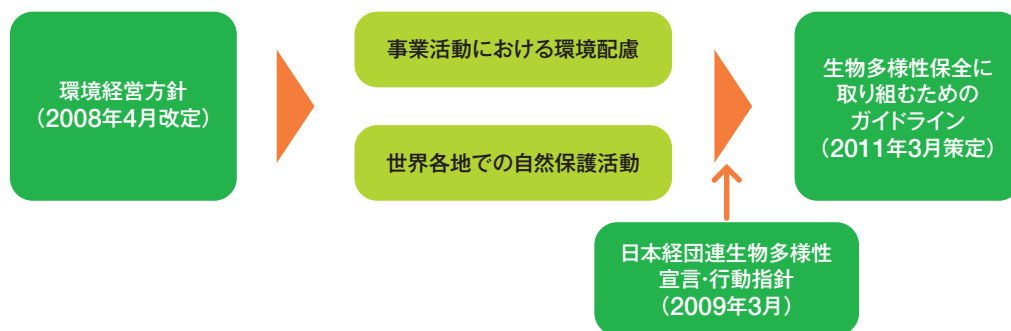 環境経営方針
（2008年4月改定）
事業活動における環境配慮
世界各地での自然保護活動
生物多様性保全に
取り組むための
ガイドライン
（2011年3月策定）
日本経団連生物多様性
宣言・行動指針
（2009年3月）